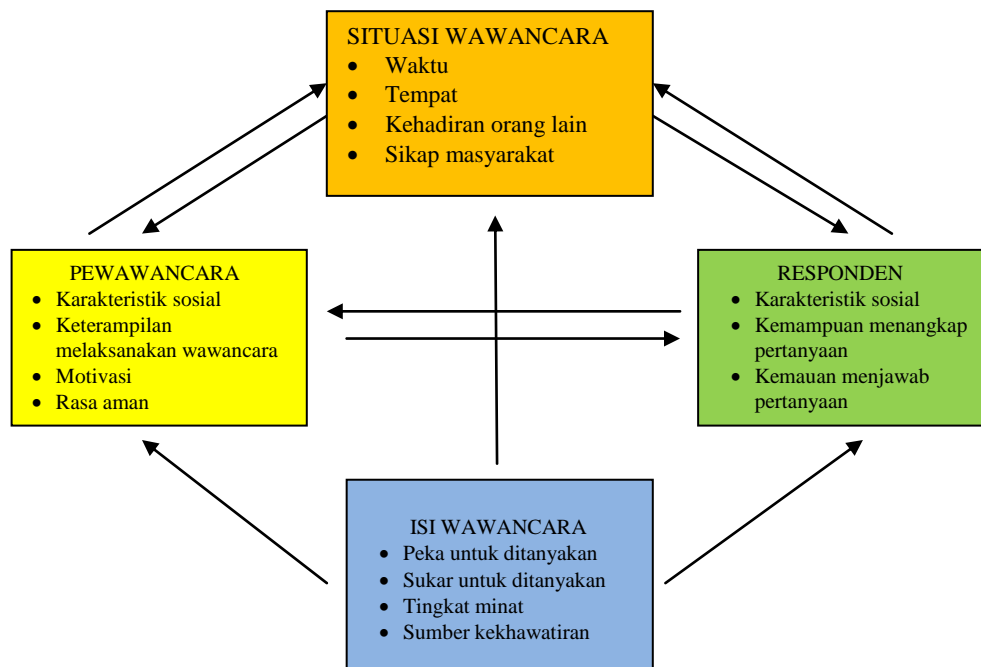 SITUASI WAWANCARA
• Waktu
• Tempat
• Kehadiran orang lain
• Sikap masyarakat
PEWAWANCARA
• Karakteristik sosial
• Keterampilan
melaksanakan wawancara
• Motivasi
• Rasa aman
RESPONDEN
• Karakteristik sosial
• Kemampuan menangkap
pertanyaan
• Kemauan menjawab
pertanyaan
ISI WAWANCARA
• Peka untuk ditanyakan
• Sukar untuk ditanyakan
• Tingkat minat
• Sumber kekhawatiran